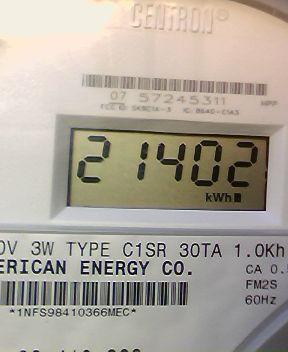 CENTRON®
07 57245311
21402
kWh
0V 3W TYPE C1SR 30TA 1.0Kh
ERICAN ENERGY CO.
CA 0.
FM2S
60Hz
*1NFS98410366MEC*